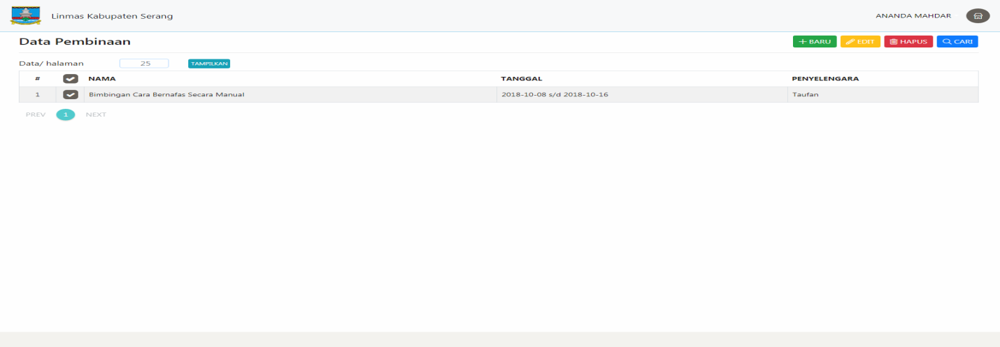 Linmas Kabupaten Serang ANANDA MAHDAR
Data Pembinaan + BARU EDIT HAPUS CARI
Data/ halaman 25 TAMPILKAN
# NAMA TANGGAL PENYELENGARA
1 Bimbingan Cara Bernafas Secara Manual 2018-10-08 s/d 2018-10-16 Taufan
PREV 1 NEXT